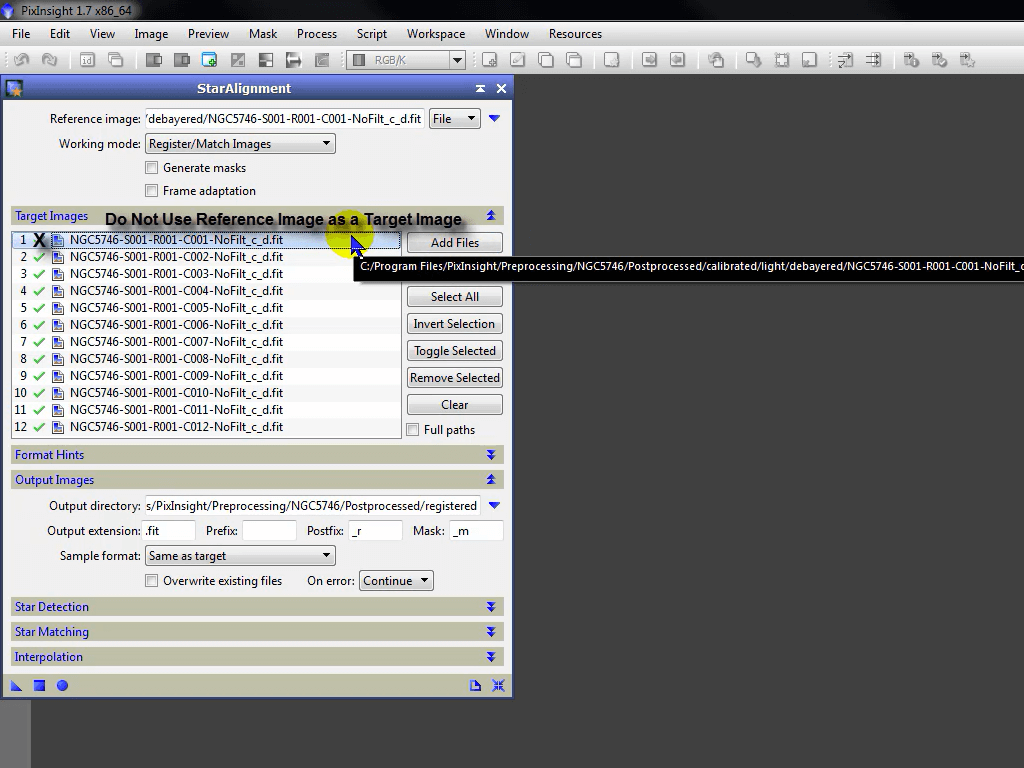 PixInsight 1.7 x86_64
File Edit View Image Preview Mask Process Script Workspace Window Resources
RGB/K
StarAlignment
Reference image: /debayered/NGC5746-S001-R001-C001-NoFilt_c_d.fit File
Working mode: Register/Match Images
Generate masks
Frame adaptation
Target Images Do Not Use Reference Image as a Target Image
1 X NGC5746-S001-R001-C001-NoFilt_c_d.fit Add Files
2 NGC5746-S001-R001-C002-NoFilt_c_d.fit
C:/Program Files/PixInsight/Preprocessing/NGC5746/Postprocessed/calibrated/light/debayered/NGC5746-S001-R001-C001-NoFilt_c
3 NGC5746-S001-R001-C003-NoFilt_c_d.fit
4 NGC5746-S001-R001-C004-NoFilt_c_d.fit Select All
5 NGC5746-S001-R001-C005-NoFilt_c_d.fit
6 NGC5746-S001-R001-C006-NoFilt_c_d.fit Invert Selection
7 NGC5746-S001-R001-C007-NoFilt_c_d.fit Toggle Selected
8 NGC5746-S001-R001-C008-NoFilt_c_d.fit
9 NGC5746-S001-R001-C009-NoFilt_c_d.fit Remove Selected
10 NGC5746-S001-R001-C010-NoFilt_c_d.fit
11 NGC5746-S001-R001-C011-NoFilt_c_d.fit Clear
12 NGC5746-S001-R001-C012-NoFilt_c_d.fit Full paths
Format Hints
Output Images
Output directory: s/PixInsight/Preprocessing/NGC5746/Postprocessed/registered
Output extension: .fit Prefix: Postfix: _r Mask: _m
Sample format: Same as target
Overwrite existing files On error: Continue
Star Detection
Star Matching
Interpolation